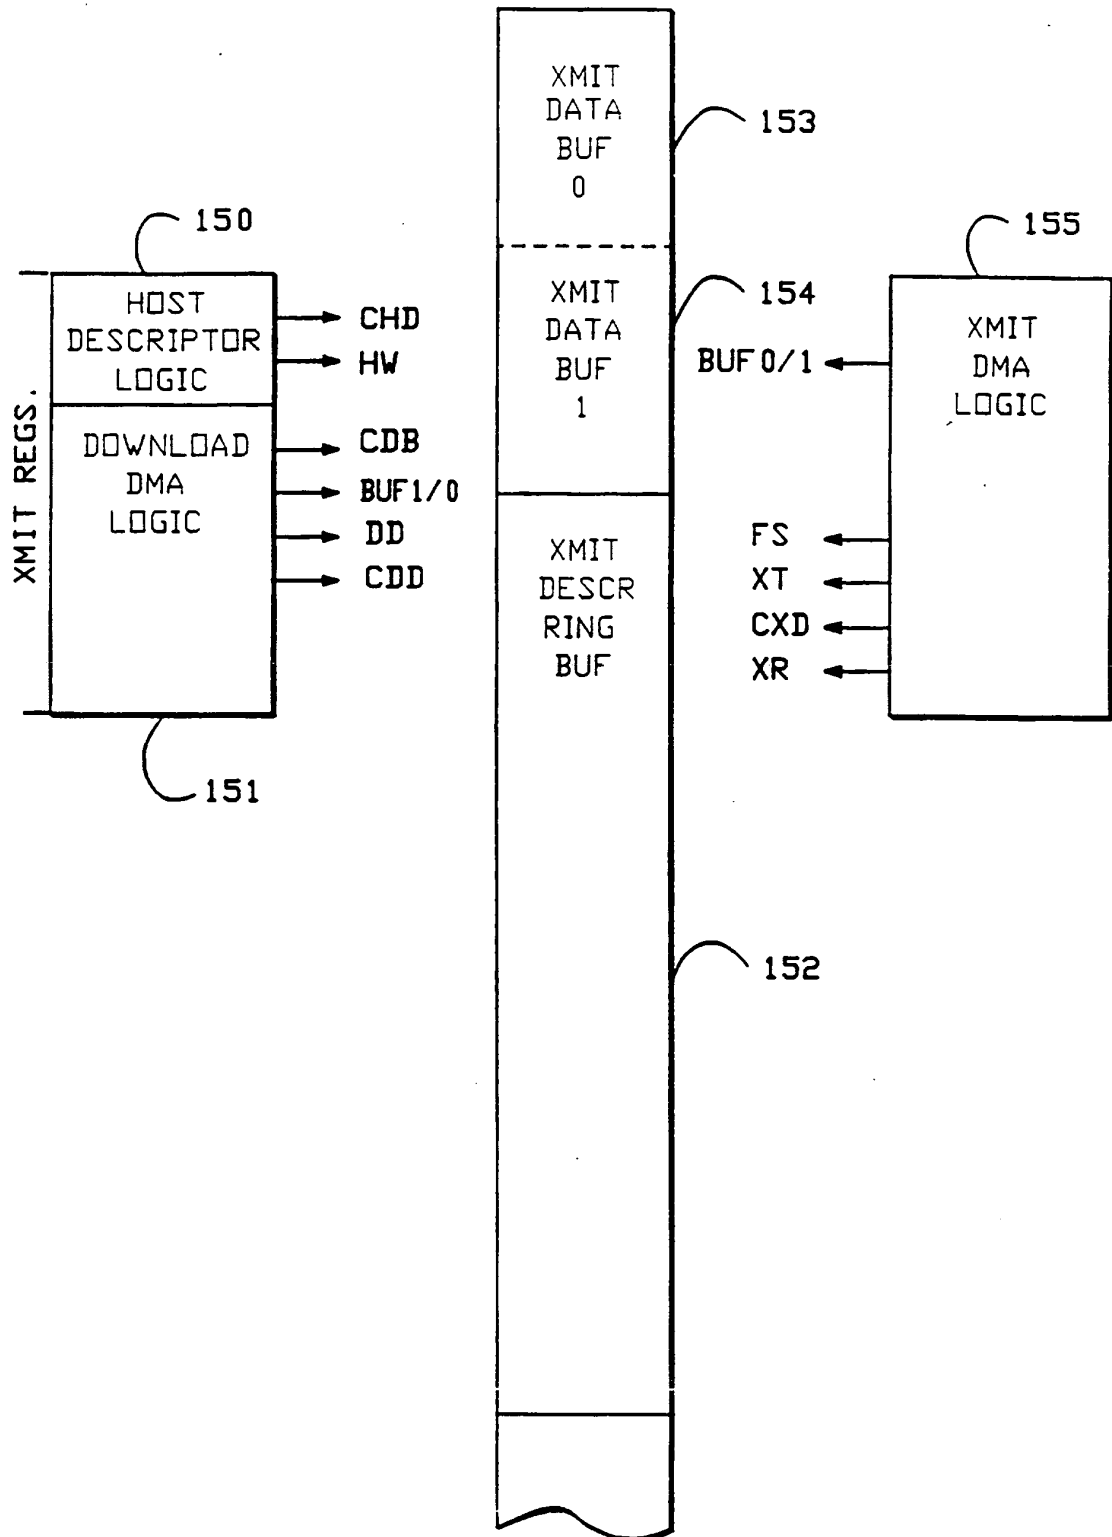 XMIT
DATA
BUF
0
153
150
155
XMIT REGS.
HOST
DESCRIPTOR
LOGIC
CHD
HW
DOWNLOAD
DMA
LOGIC
CDB
BUF1/0
DD
CDD
151
XMIT
DATA
BUF
1
154
XMIT
DESCR
RING
BUF
152
BUF 0/1
XMIT
DMA
LOGIC
FS
XT
CXD
XR